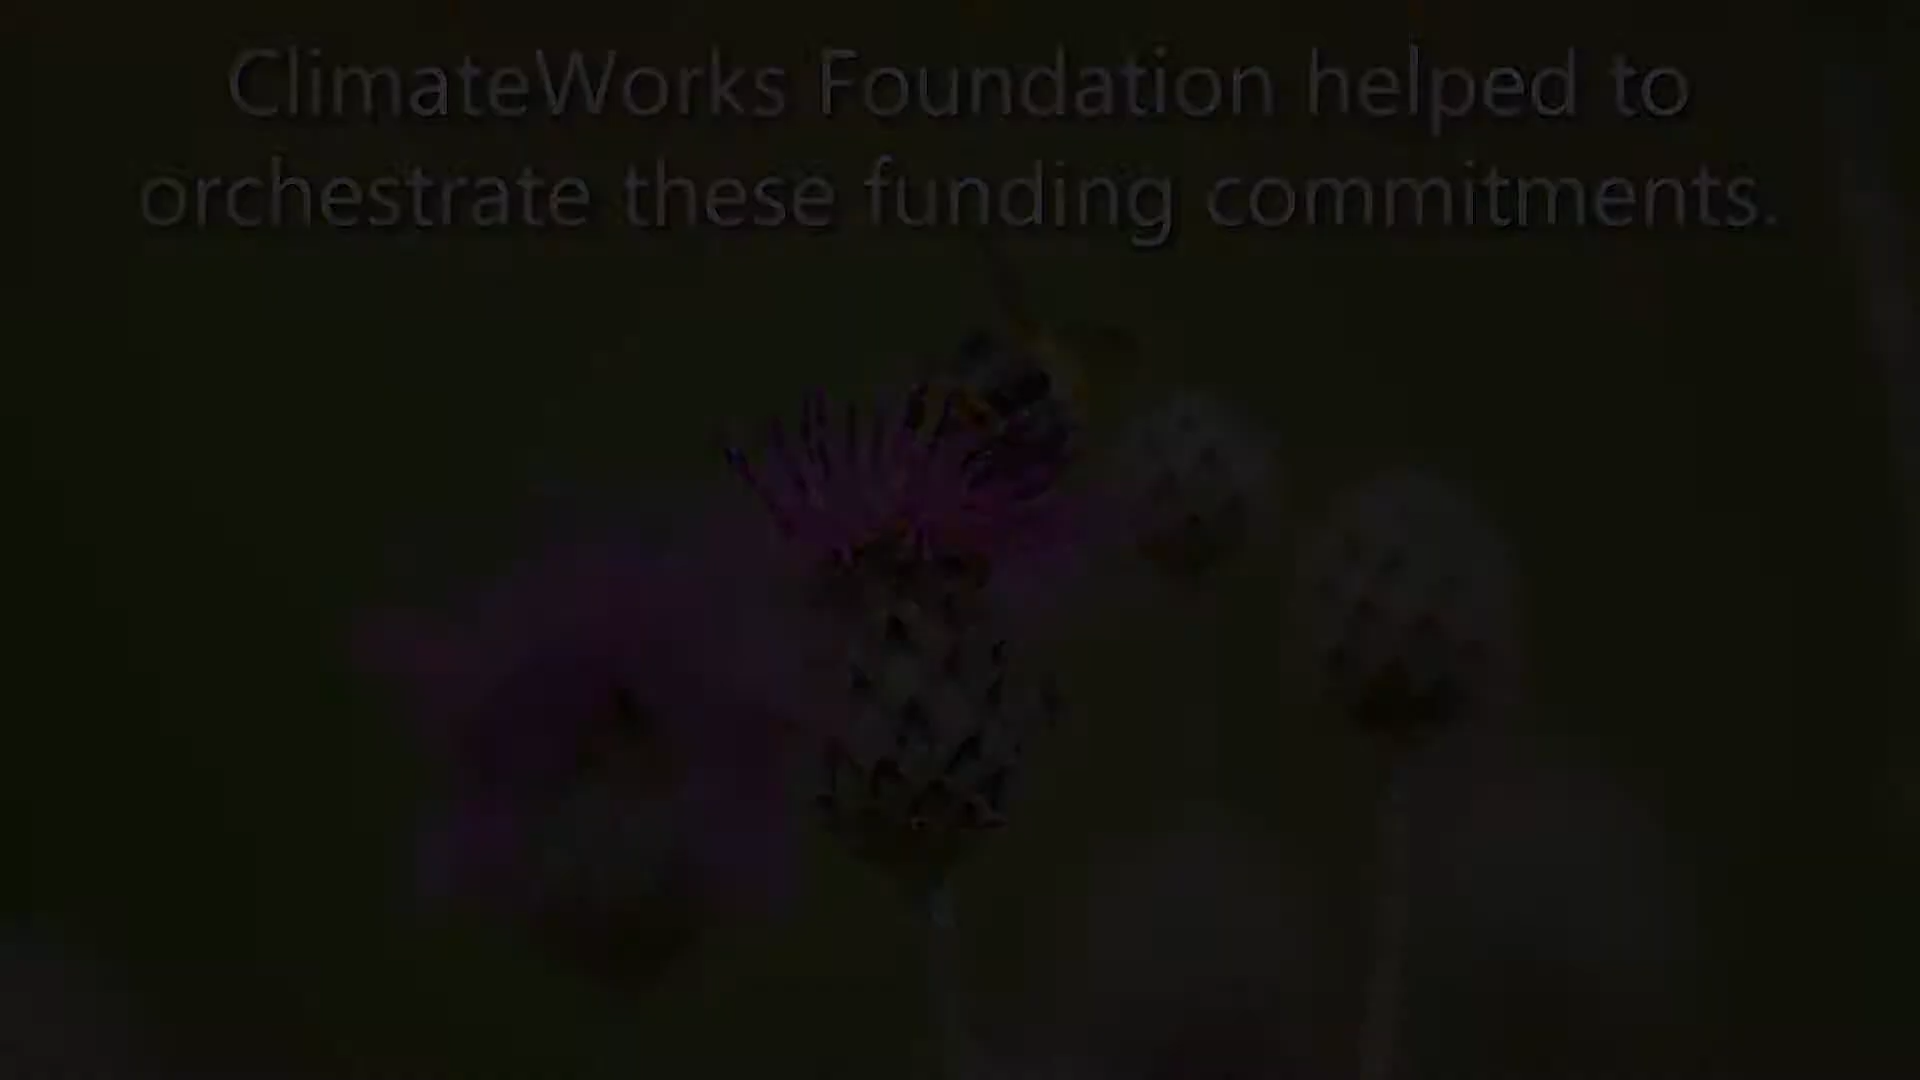 ClimateWorks Foundation helped to
orchestrate these funding commitments.